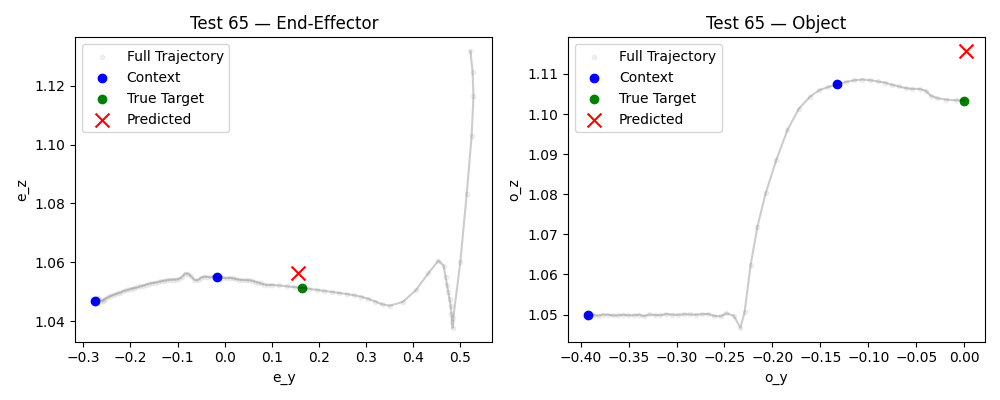 Test 65 — End-Effector
Full Trajectory
Context
True Target
Predicted
1.12
1.10
1.08
1.06
1.04
e_z
−0.3
−0.2
−0.1
0.0
0.1
0.2
0.3
0.4
0.5
e_y
Test 65 — Object
Full Trajectory
Context
True Target
Predicted
1.11
1.10
1.09
1.08
1.07
1.06
1.05
o_z
−0.40
−0.35
−0.30
−0.25
−0.20
−0.15
−0.10
−0.05
0.00
o_y